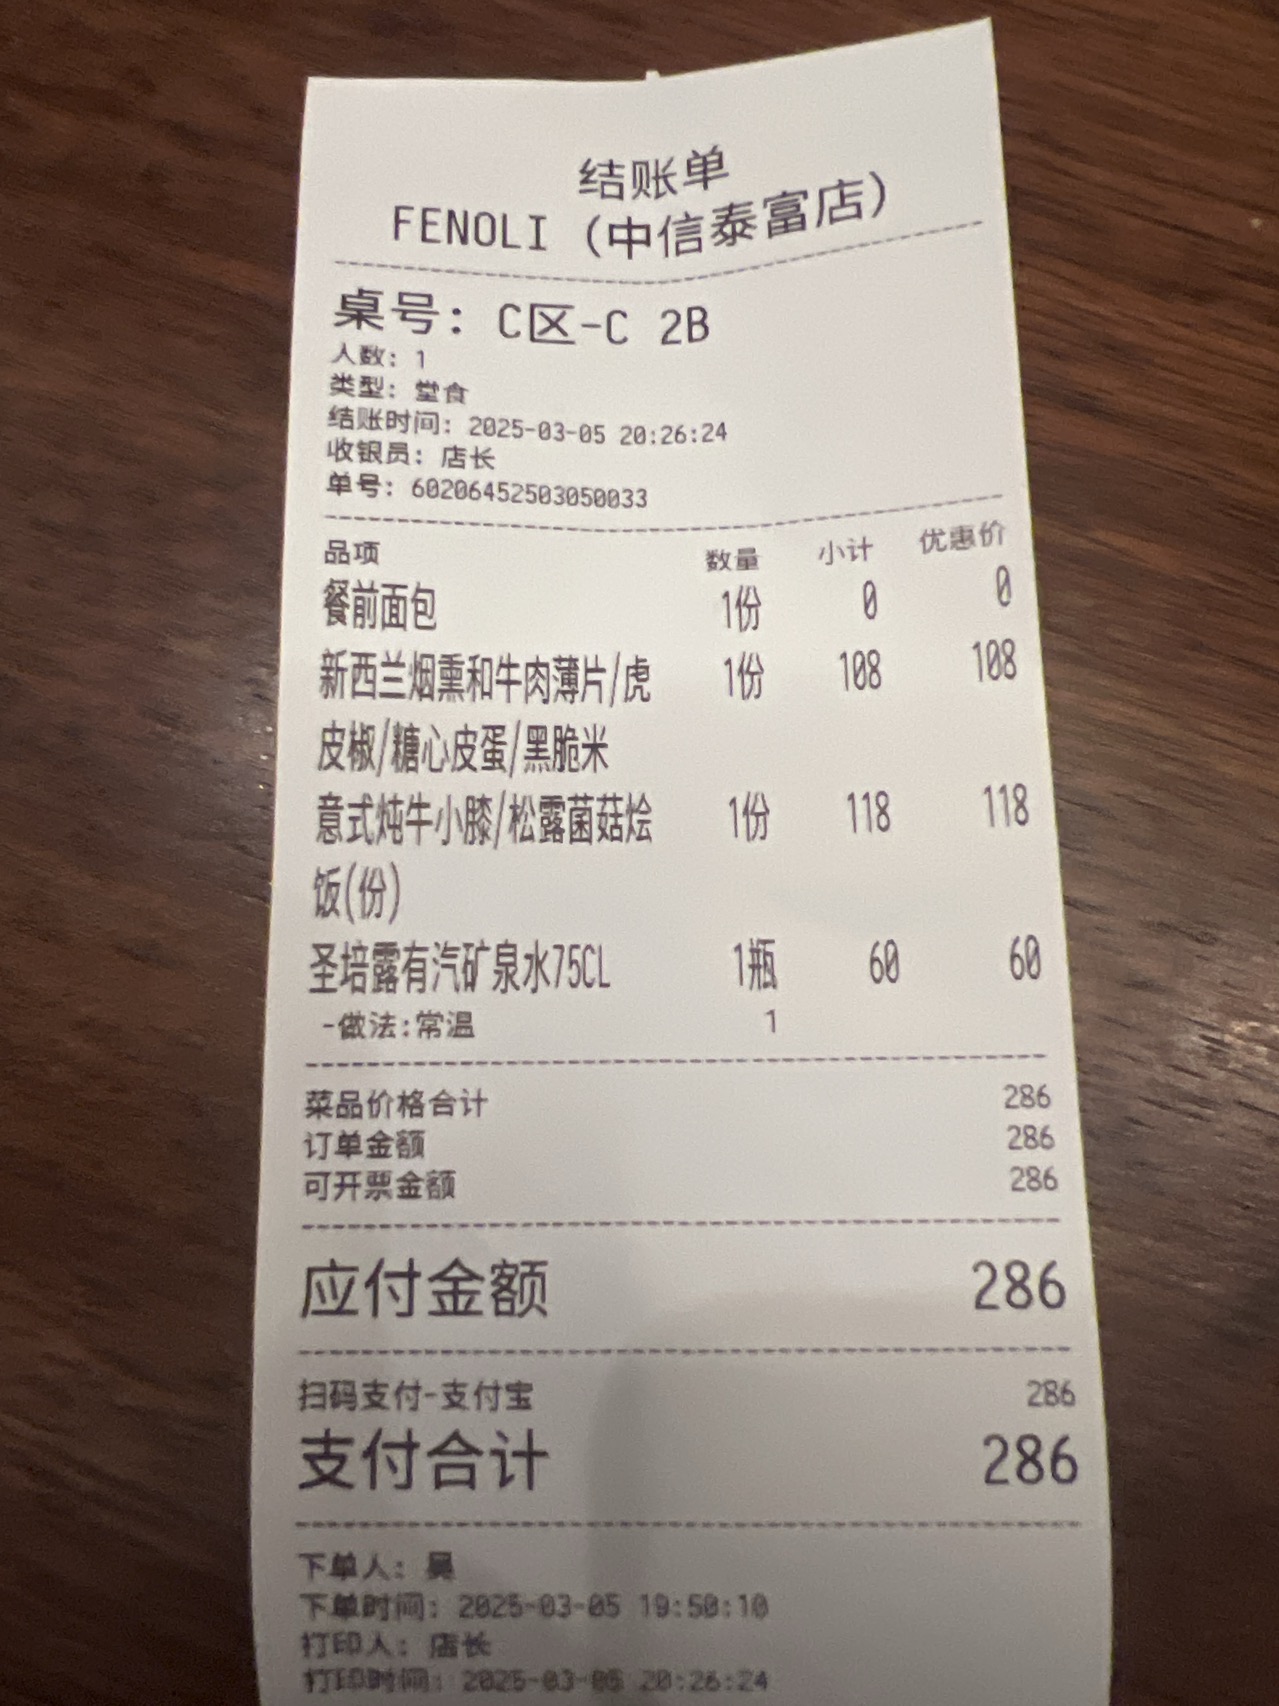 结账单
FENOLI (中信泰富店)
桌号: C区-C 2B
人数: 1
类型: 堂食
结账时间: 2025-03-05 20:26:24
收银员: 店长
单号: 602064525030500​33
品项 数量 小计 优惠价
餐前面包 1份 0 0
新西兰烟熏和牛肉薄片/虎 1份 108 108
皮椒/糖心皮蛋/黑脆米
意式炖牛小膝/松露菌菇烩 1份 118 118
饭(份)
圣培露有汽矿泉水75CL 1瓶 60 60
-做法:常温 1
菜品价格合计 286
订单金额 286
可开票金额 286
应付金额 286
扫码支付-支付宝 286
支付合计 286
下单人: 吴
下单时间: 2025-03-05 19:50:10
打印人: 店长
打印时间: 2025-03-05 20:26:24